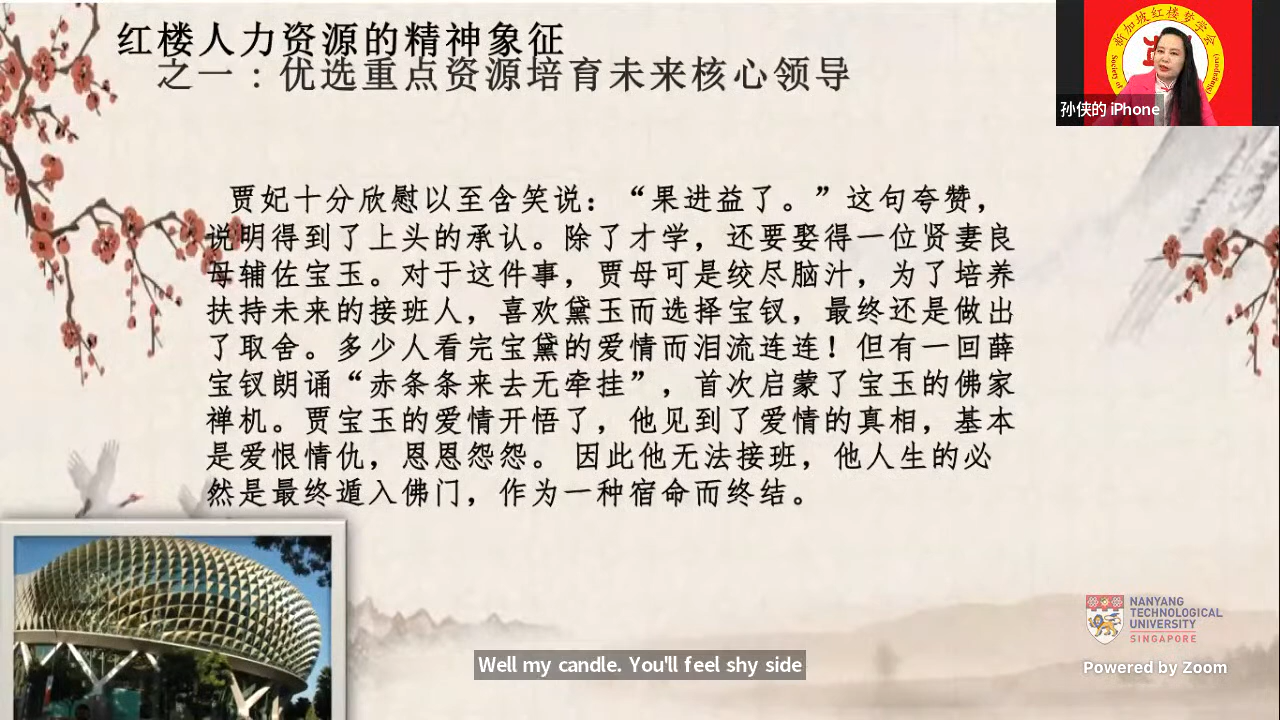 红楼人力资源的精神象征
之一：优选重点资源培育未来核心领导
新加坡红楼梦学会
孙侠的 iPhone
贾妃十分欣慰以至含笑说：“果进益了。”这句夸赞，
说明得到了上头的承认。除了才学，还要娶得一位贤妻良
母辅佐宝玉。对于这件事，贾母可是绞尽脑汁，为了培养
扶持未来的接班人，喜欢黛玉而选择宝钗，最终还是做出
了取舍。多少人看完宝黛的爱情而泪流连连！但有一回薛
宝钗朗诵“赤条条来去无牵挂”，首次启蒙了宝玉的佛家
禅机。贾宝玉的爱情开悟了，他见到了爱情的真相，基本
是爱恨情仇，恩恩怨怨。 因此他无法接班，他人生的必
然是最终遁入佛门，作为一种宿命而终结。
NANYANG
TECHNOLOGICAL
UNIVERSITY
SINGAPORE
Well my candle. You'll feel shy side
Powered by Zoom